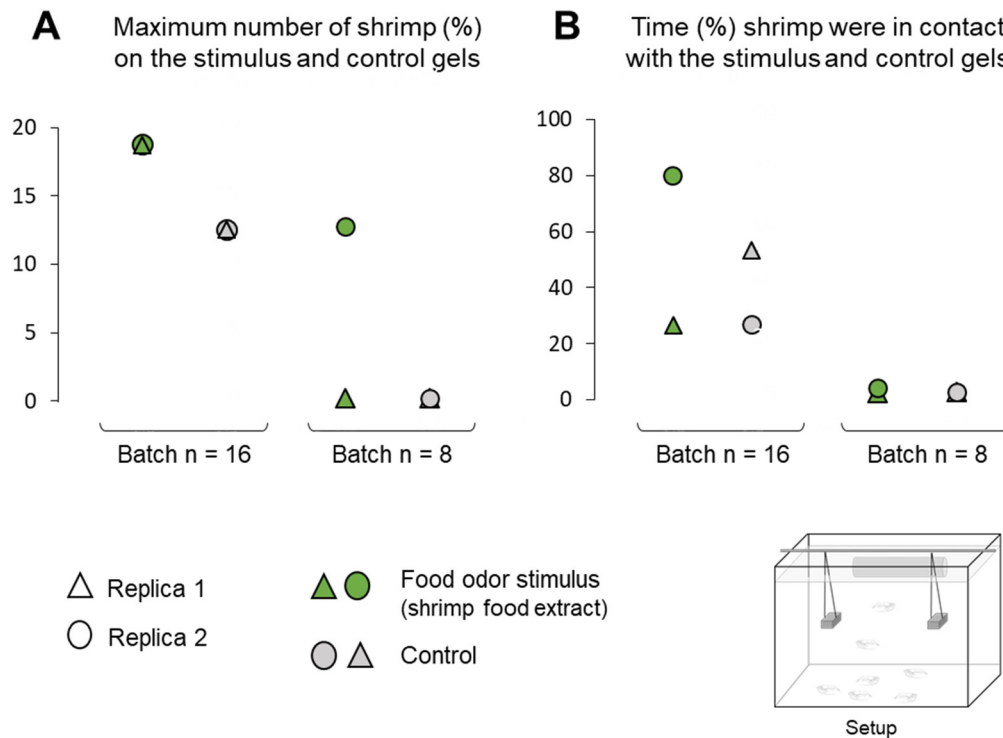 A
Maximum number of shrimp (%)
on the stimulus and control gels
20
15
10
5
0
Batch n = 16
Batch n = 8
B
Time (%) shrimp were in contact
with the stimulus and control gels
100
80
60
40
20
0
Batch n = 16
Batch n = 8
Replica 1
Replica 2
Food odor stimulus
(shrimp food extract)
Control
Setup